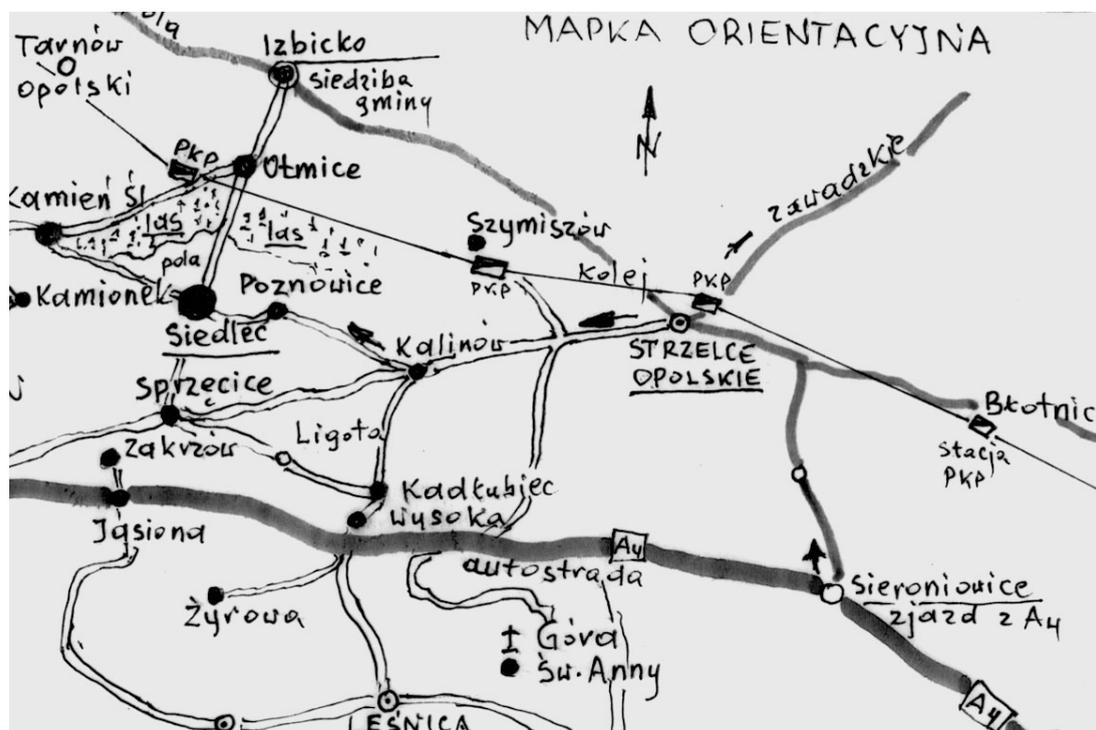 MAPKA ORIENTACYJNA
Izbicko
siedziba
gminy
Tarnów
Opolski
PKP
Otmice
Kamień Śl
las
las
zawadzkie
Szymiszów
PKP
Kolej
PKP
pola
Kamionek
Poznowice
Siedlec
Kalinów
STRZELCE
OPOLSKIE
Sprzęcice
Błotnic
Ligota
stacja
PKP
Zakrzów
Kadłubiec
Wysoka
Jasiona
A4
autostrada
Sieroniowice
zjazd z A4
Żyrowa
Góra
Św. Anny
A4
LEŚNICA